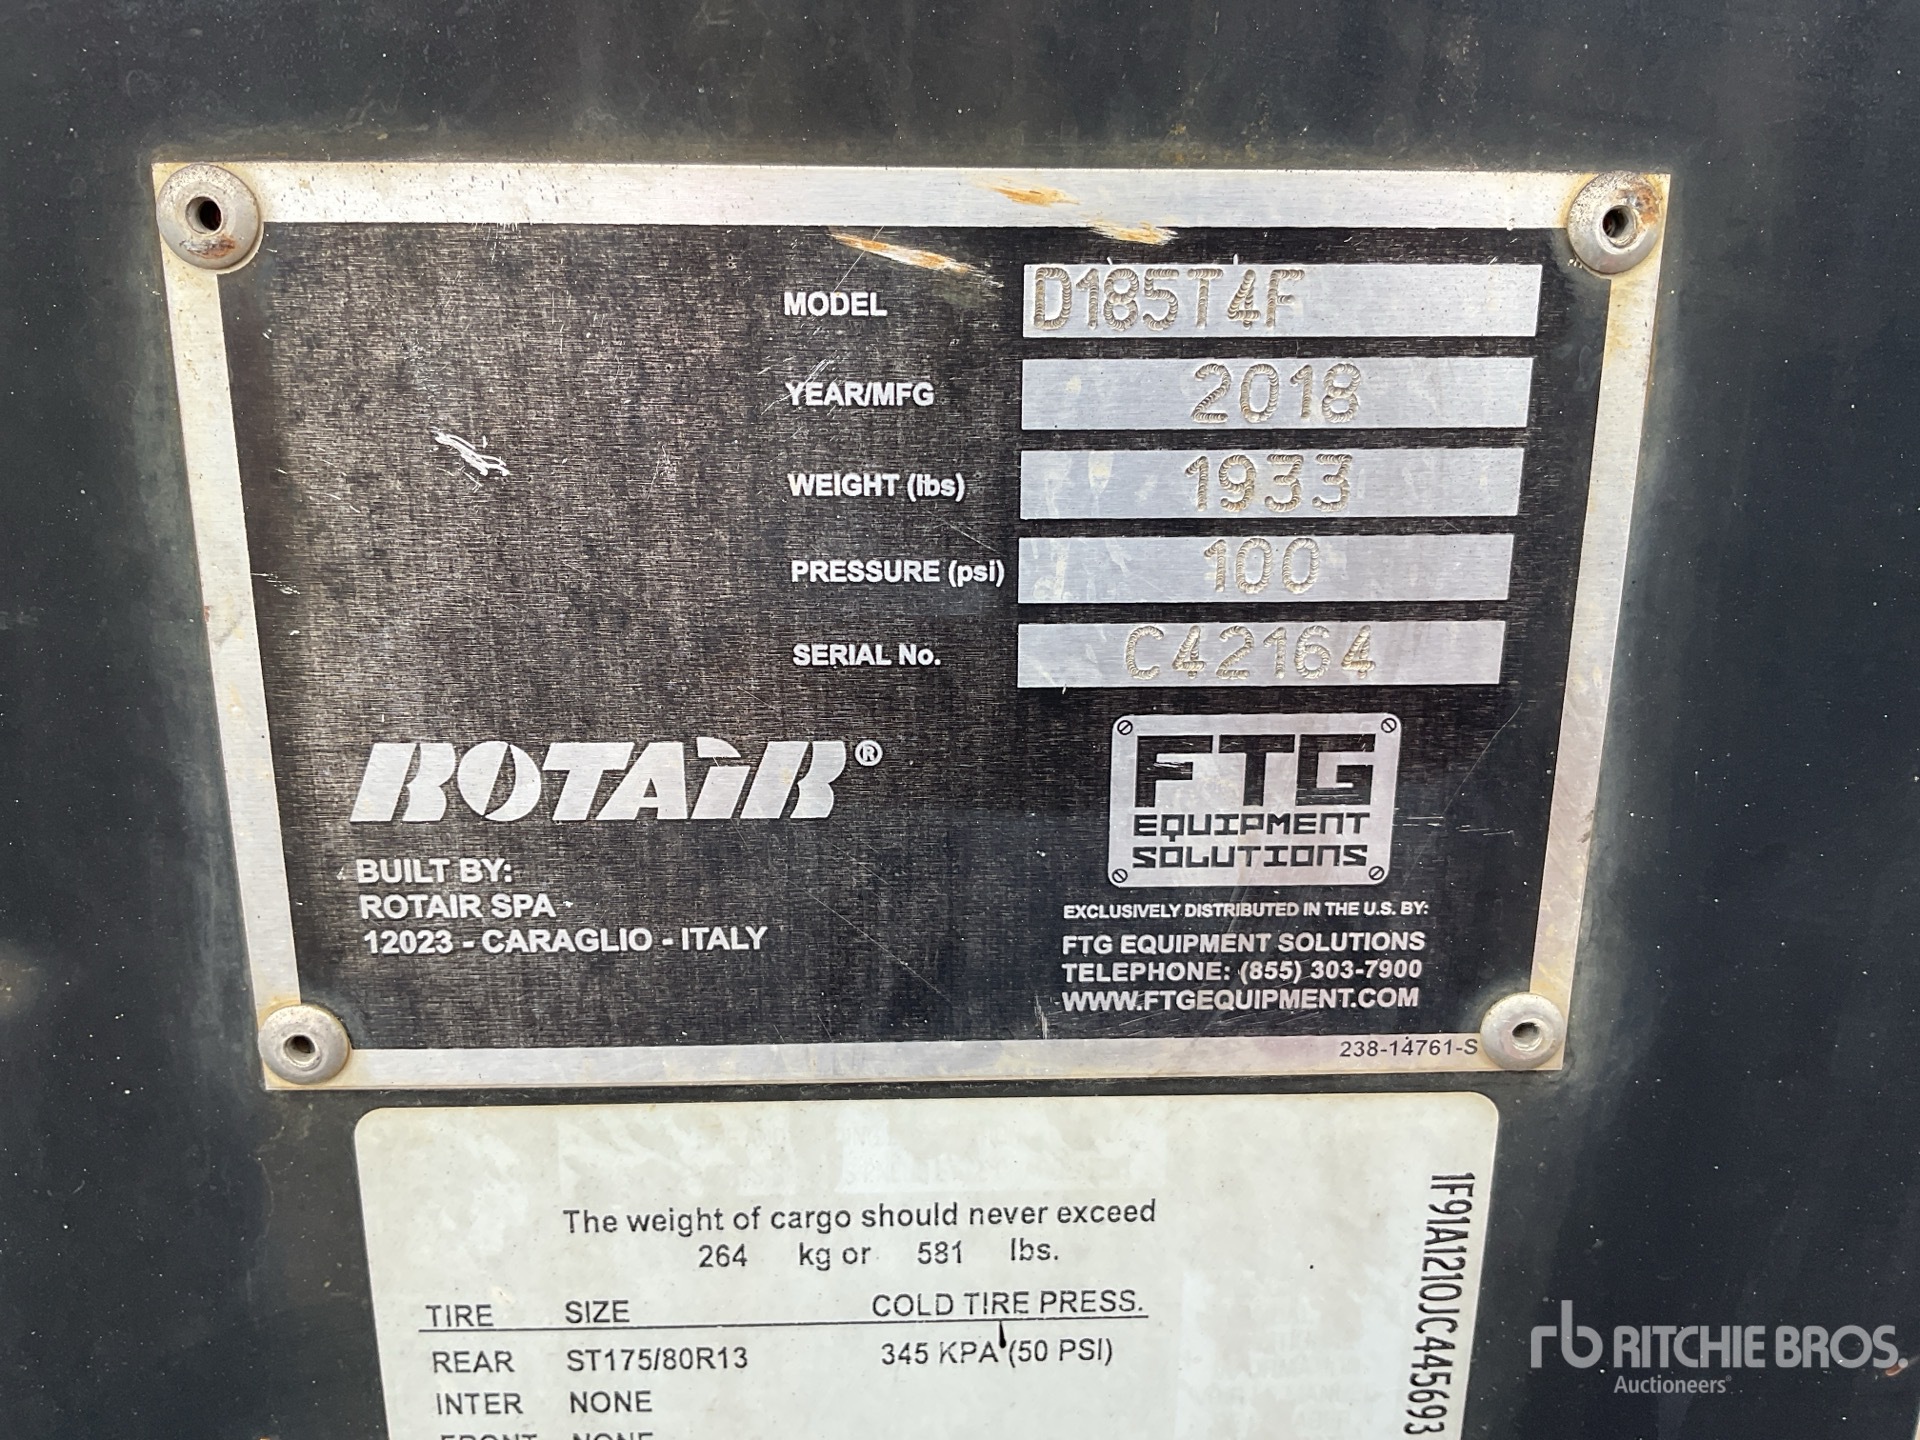 MODEL D185T4F
YEAR/MFG 2018
WEIGHT (lbs) 1933
PRESSURE (psi) 100
SERIAL No. C42164
ROTAIR®
BUILT BY:
ROTAIR SPA
12023 - CARAGLIO - ITALY
FTG
EQUIPMENT
SOLUTIONS
EXCLUSIVELY DISTRIBUTED IN THE U.S. BY:
FTG EQUIPMENT SOLUTIONS
TELEPHONE: (855) 303-7900
WWW.FTGEQUIPMENT.COM
238-14761-S
The weight of cargo should never exceed
264 kg or 581 lbs.
TIRE SIZE COLD TIRE PRESS.
REAR ST175/80R13 345 KPA (50 PSI)
INTER NONE
FRONT NONE
1F91A1210JC445693
rb RITCHIE BROS.
Auctioneers